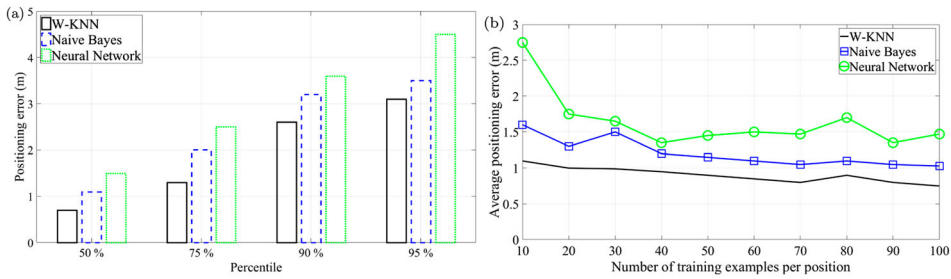 (a)
W-KNN
Naive Bayes
Neural Network
Positioning error (m)
5
4
3
2
1
0
50 %
75 %
90 %
95 %
Percentile
(b)
W-KNN
Naive Bayes
Neural Network
Average positioning error (m)
3
2.5
2
1.5
1
0.5
0
10
20
30
40
50
60
70
80
90
100
Number of training examples per position